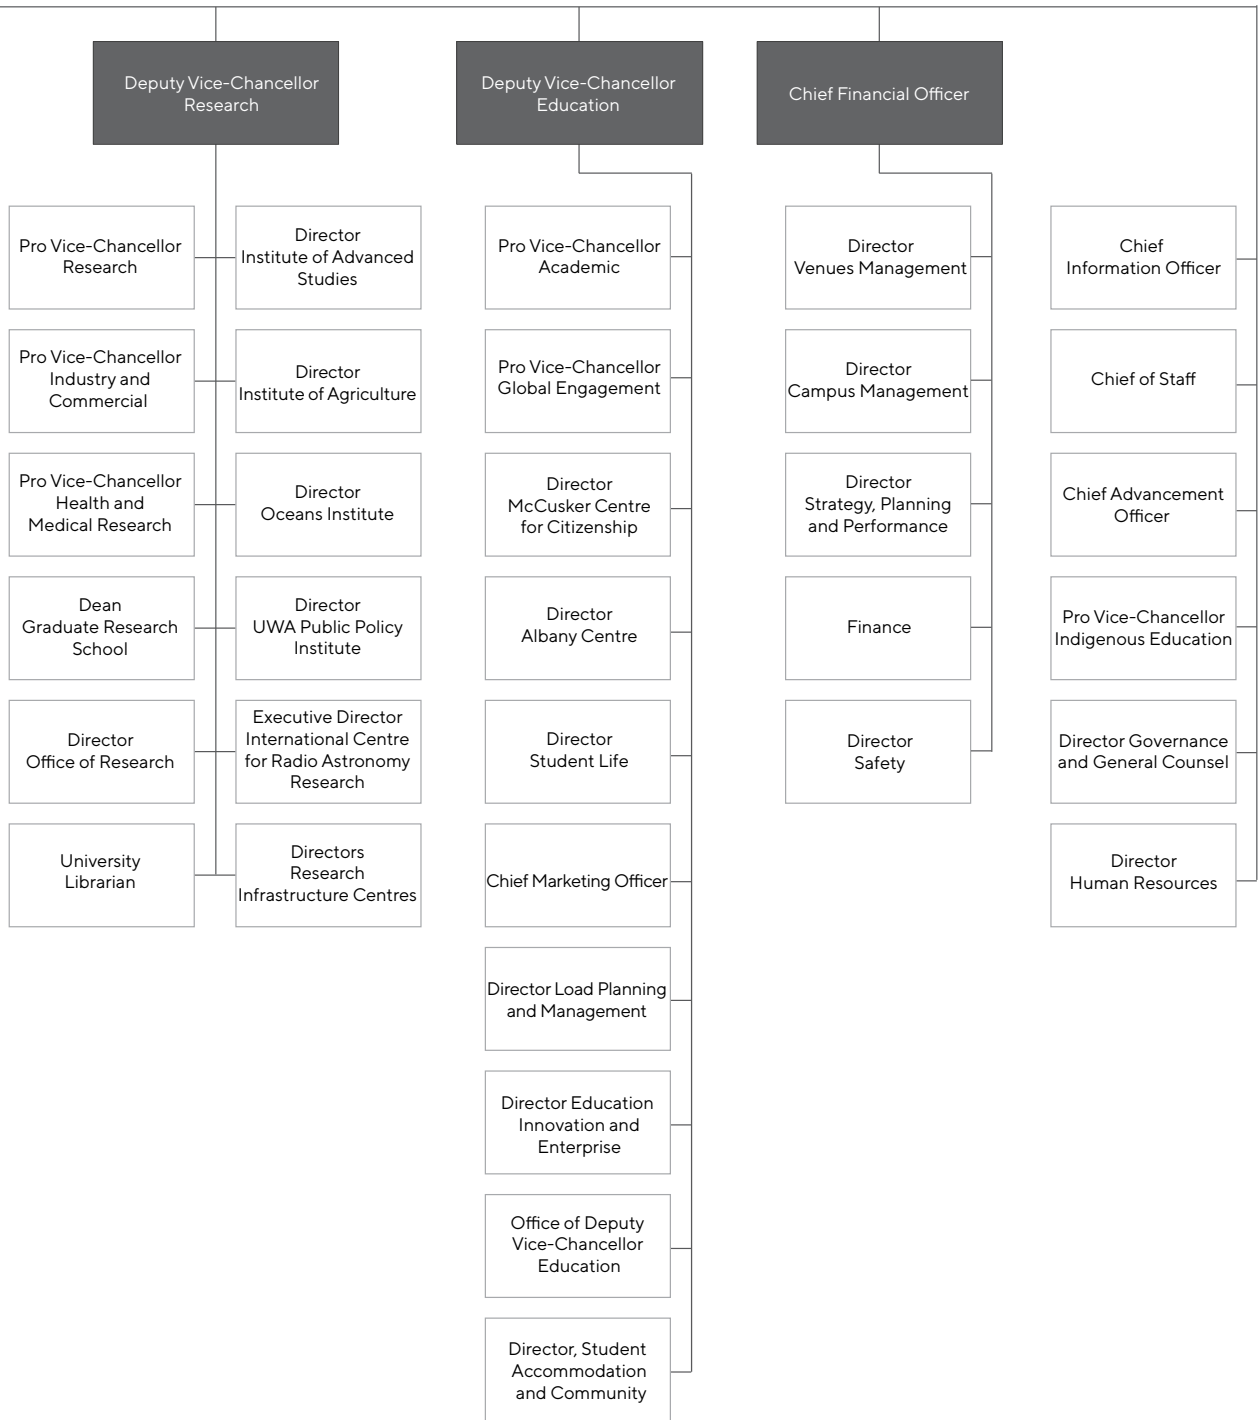 Deputy Vice-Chancellor
Research
Deputy Vice-Chancellor
Education
Chief Financial Officer
Pro Vice-Chancellor
Research
Pro Vice-Chancellor
Industry and
Commercial
Pro Vice-Chancellor
Health and
Medical Research
Dean
Graduate Research
School
Director
Office of Research
University
Librarian
Director
Institute of Advanced
Studies
Director
Institute of Agriculture
Director
Oceans Institute
Director
UWA Public Policy
Institute
Executive Director
International Centre
for Radio Astronomy
Research
Directors
Research
Infrastructure Centres
Pro Vice-Chancellor
Academic
Pro Vice-Chancellor
Global Engagement
Director
McCusker Centre
for Citizenship
Director
Albany Centre
Director
Student Life
Chief Marketing Officer
Director Load Planning
and Management
Director Education
Innovation and
Enterprise
Office of Deputy
Vice-Chancellor
Education
Director, Student
Accommodation
and Community
Director
Venues Management
Director
Campus Management
Director
Strategy, Planning
and Performance
Finance
Director
Safety
Chief
Information Officer
Chief of Staff
Chief Advancement
Officer
Pro Vice-Chancellor
Indigenous Education
Director Governance
and General Counsel
Director
Human Resources